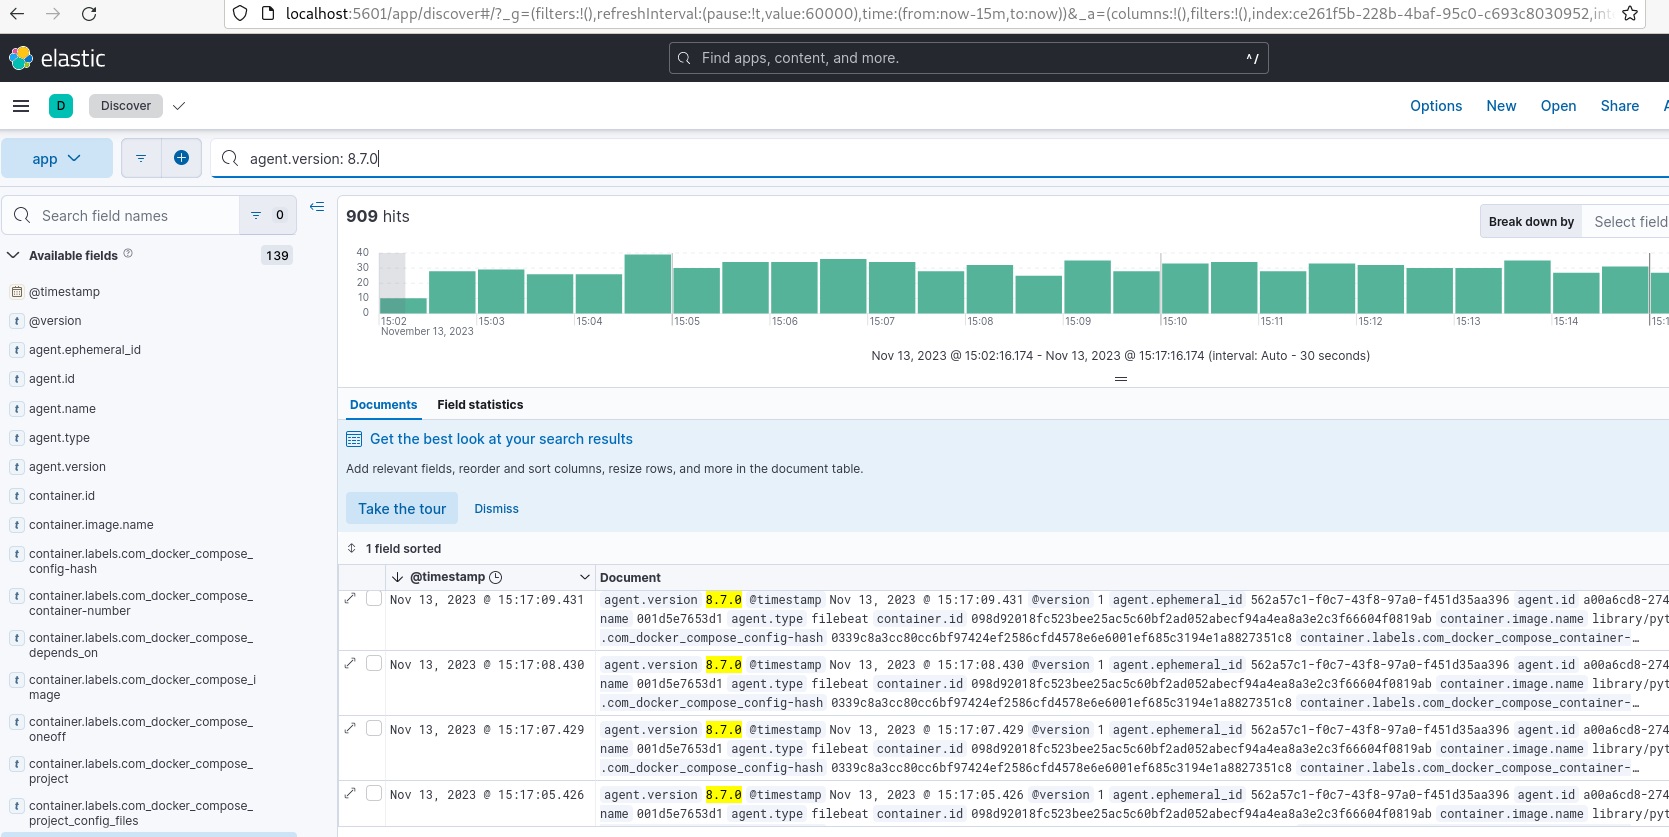 localhost:5601/app/discover#/?_g=(filters:!(),refreshInterval:(pause:!t,value:60000),time:(from:now-15m,to:now))&_a=(columns:!(),filters:!(),index:ce261f5b-228b-4baf-95c0-c693c8030952,int
elastic
Find apps, content, and more.
^/
D
Discover
Options
New
Open
Share
app
agent.version: 8.7.0
Search field names
0
909 hits
Break down by
Select field
Available fields
139
@timestamp
t @version
t agent.ephemeral_id
t agent.id
t agent.name
t agent.type
t agent.version
t container.id
t container.image.name
t container.labels.com_docker_compose_
config-hash
t container.labels.com_docker_compose_
container-number
t container.labels.com_docker_compose_
depends_on
t container.labels.com_docker_compose_i
mage
t container.labels.com_docker_compose_
oneoff
t container.labels.com_docker_compose_
project
t container.labels.com_docker_compose_
project_config_files
40
30
20
10
0
15:02 15:03 15:04 15:05 15:06 15:07 15:08 15:09 15:10 15:11 15:12 15:13 15:14 15:1
November 13, 2023
Nov 13, 2023 @ 15:02:16.174 - Nov 13, 2023 @ 15:17:16.174 (interval: Auto - 30 seconds)
Documents
Field statistics
Get the best look at your search results
Add relevant fields, reorder and sort columns, resize rows, and more in the document table.
Take the tour
Dismiss
1 field sorted
@timestamp
Document
Nov 13, 2023 @ 15:17:09.431 agent.version 8.7.0 @timestamp Nov 13, 2023 @ 15:17:09.431 @version 1 agent.ephemeral_id 562a57c1-f0c7-43f8-97a0-f451d35aa396 agent.id a00a6cd8-274
name 001d5e7653d1 agent.type filebeat container.id 098d92018fc523bee25ac5c60bf2ad052abecf94a4ea8a3e2c3f66604f0819ab container.image.name library/pyt
.com_docker_compose_config-hash 0339c8a3cc80cc6bf97424ef2586cfd4578e6e6001ef685c3194e1a8827351c8 container.labels.com_docker_compose_container-…
Nov 13, 2023 @ 15:17:08.430 agent.version 8.7.0 @timestamp Nov 13, 2023 @ 15:17:08.430 @version 1 agent.ephemeral_id 562a57c1-f0c7-43f8-97a0-f451d35aa396 agent.id a00a6cd8-274
name 001d5e7653d1 agent.type filebeat container.id 098d92018fc523bee25ac5c60bf2ad052abecf94a4ea8a3e2c3f66604f0819ab container.image.name library/pyt
.com_docker_compose_config-hash 0339c8a3cc80cc6bf97424ef2586cfd4578e6e6001ef685c3194e1a8827351c8 container.labels.com_docker_compose_container-…
Nov 13, 2023 @ 15:17:07.429 agent.version 8.7.0 @timestamp Nov 13, 2023 @ 15:17:07.429 @version 1 agent.ephemeral_id 562a57c1-f0c7-43f8-97a0-f451d35aa396 agent.id a00a6cd8-274
name 001d5e7653d1 agent.type filebeat container.id 098d92018fc523bee25ac5c60bf2ad052abecf94a4ea8a3e2c3f66604f0819ab container.image.name library/pyt
.com_docker_compose_config-hash 0339c8a3cc80cc6bf97424ef2586cfd4578e6e6001ef685c3194e1a8827351c8 container.labels.com_docker_compose_container-…
Nov 13, 2023 @ 15:17:05.426 agent.version 8.7.0 @timestamp Nov 13, 2023 @ 15:17:05.426 @version 1 agent.ephemeral_id 562a57c1-f0c7-43f8-97a0-f451d35aa396 agent.id a00a6cd8-274
name 001d5e7653d1 agent.type filebeat container.id 098d92018fc523bee25ac5c60bf2ad052abecf94a4ea8a3e2c3f66604f0819ab container.image.name library/pyt